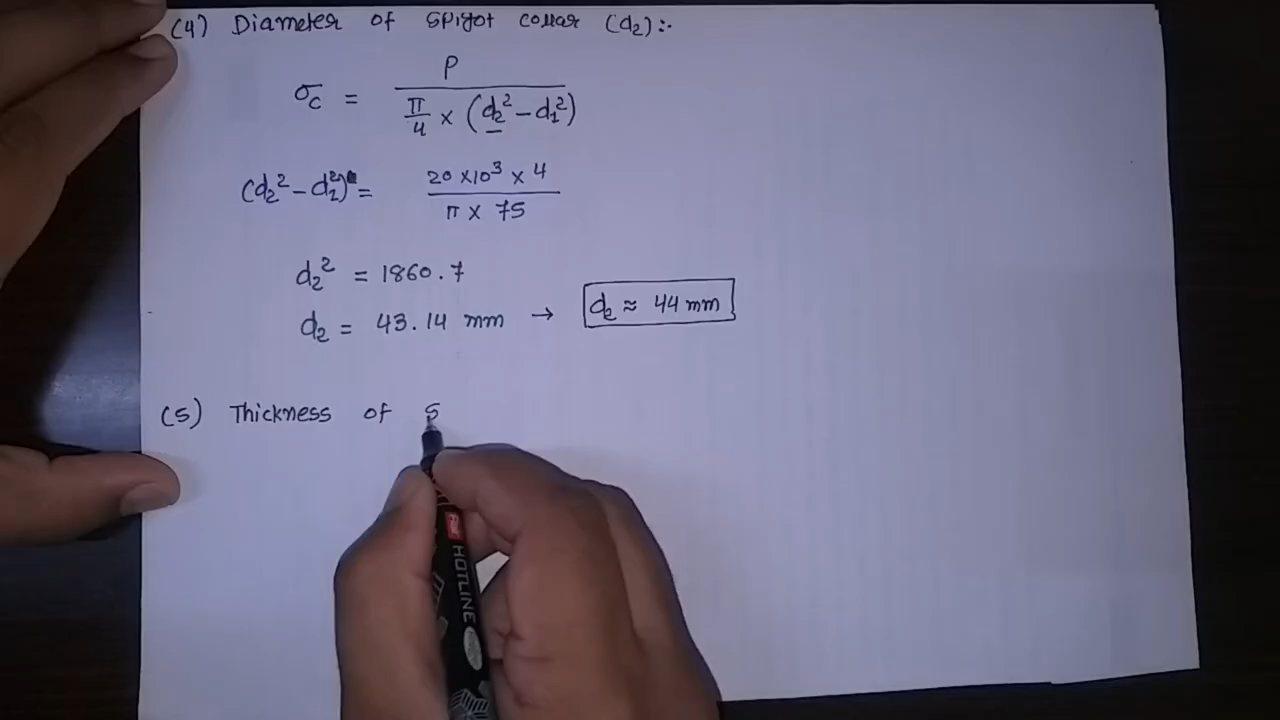 (4) Diameter of Spigot collar (d₂):-
σc = P / (π/4 × (d₂² - d₁²))
(d₂² - d₁²) = 20 × 10³ × 4 / (π × 75)
d₂² = 1860.7
d₂ = 43.14 mm → d₂ ≈ 44 mm
(5) Thickness of S
HOTLINE